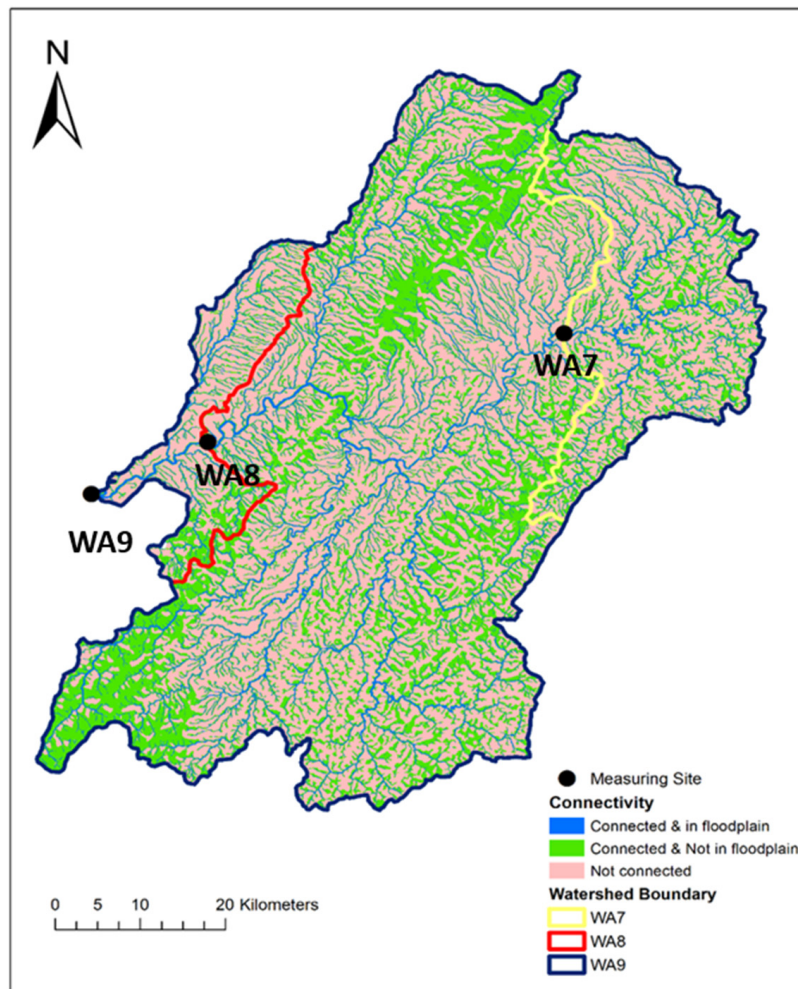 N
WA7
WA8
WA9
Measuring Site
Connectivity
Connected & in floodplain
Connected & Not in floodplain
Not connected
Watershed Boundary
WA7
WA8
WA9
0 5 10 20 Kilometers